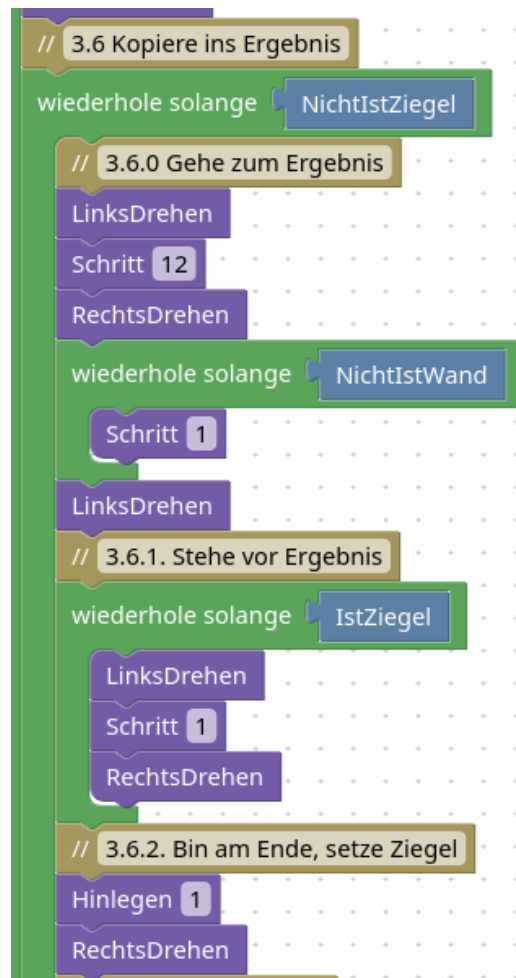 // 3.6 Kopiere ins Ergebnis
wiederhole solange NichtIstZiegel
// 3.6.0 Gehe zum Ergebnis
LinksDrehen
Schritt 12
RechtsDrehen
wiederhole solange NichtIstWand
Schritt 1
LinksDrehen
// 3.6.1. Stehe vor Ergebnis
wiederhole solange IstZiegel
LinksDrehen
Schritt 1
RechtsDrehen
// 3.6.2. Bin am Ende, setze Ziegel
Hinlegen 1
RechtsDrehen